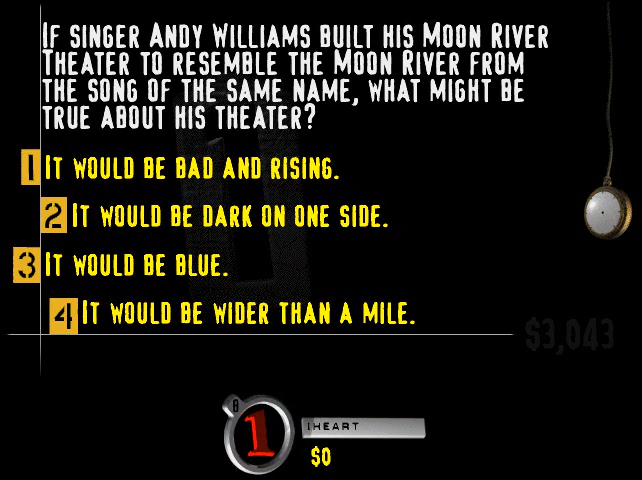 If singer Andy Williams built his Moon River
Theater to resemble the Moon River from
the song of the same name, what might be
true about his theater?
1 It would be bad and rising.
2 It would be dark on one side.
3 It would be blue.
4 It would be wider than a mile.
$3,043
B
1 1HEART
$0